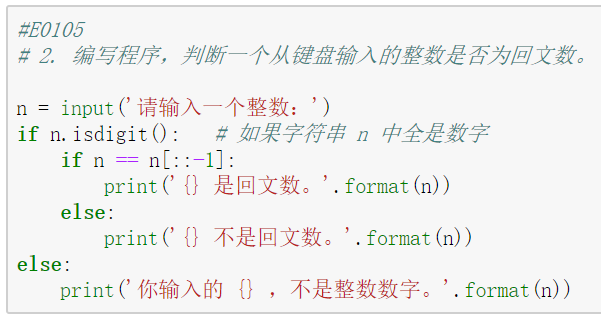 #E0105
# 2. 编写程序，判断一个从键盘输入的整数是否为回文数。
n = input('请输入一个整数：')
if n.isdigit():   # 如果字符串 n 中全是数字
    if n == n[::-1]:
        print('{} 是回文数。'.format(n))
    else:
        print('{} 不是回文数。'.format(n))
else:
    print('你输入的 {} ，不是整数数字。'.format(n))